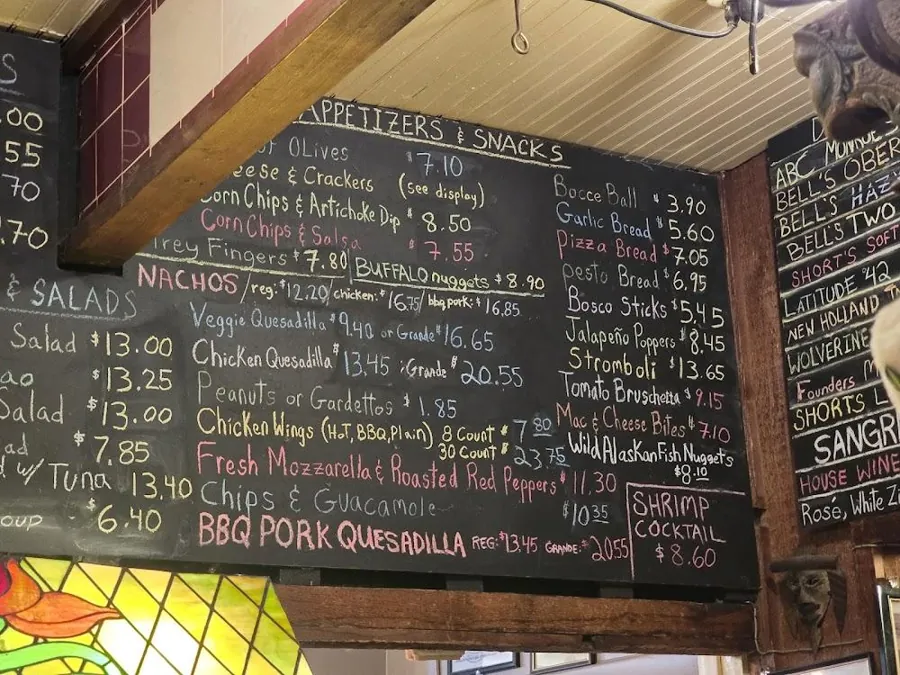 S
.00
55
70
.70
& SALADS
Salad $13.00
$13.25
Salad $13.00
$7.85
w/ Tuna 13.40
$6.40
APPETIZERS & SNACKS
of OLives $7.10
& Crackers (see display)
Corn Chips & Artichoke Dip $8.50
Corn Chips & Salsa $7.55
Fingers $7.80
BUFFALO nuggets $8.90
NACHOS / reg: $12.20 / chicken: $16.75 / bbq pork: $16.85
Veggie Quesadilla $9.40 or Grande $16.65
Chicken Quesadilla $13.45 : Grande $20.55
Peanuts or Gardettos $1.85
Chicken Wings (HOT, BBQ, Plain) 8 Count $7.80
30 Count $23.75
Fresh Mozzarella & Roasted Red Peppers $11.30
Chips & Guacamole $10.35
BBQ PORK QUESADILLA REG: $13.45 GRANDE: $20.55
Bocce Ball $3.90
Garlic Bread $5.60
Pizza Bread $7.05
Pesto Bread $6.95
Bosco Sticks $5.45
Jalapeño Poppers $8.45
Stromboli $13.65
Tomato Bruschetta $9.15
Mac & Cheese Bites $7.10
Wild Alaskan Fish Nuggets
$8.10
SHRIMP
COCKTAIL
$8.60
ABC
BELL'S
BELL'S
BELL'S TWO
SHORT'S SOFT
LATITUDE '42
NEW HOLLAND
WOLVERINE
Founders
SHORTS
HOUSE WINE
Rosé, White